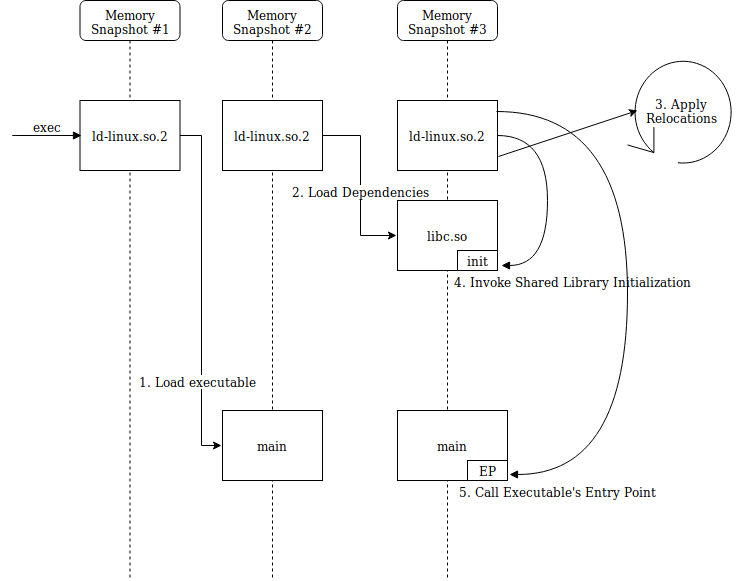 Memory
Snapshot #1
Memory
Snapshot #2
Memory
Snapshot #3
exec
ld-linux.so.2
ld-linux.so.2
ld-linux.so.2
3. Apply
Relocations
2. Load Dependencies
libc.so
init
4. Invoke Shared Library Initialization
1. Load executable
main
main
EP
5. Call Executable's Entry Point